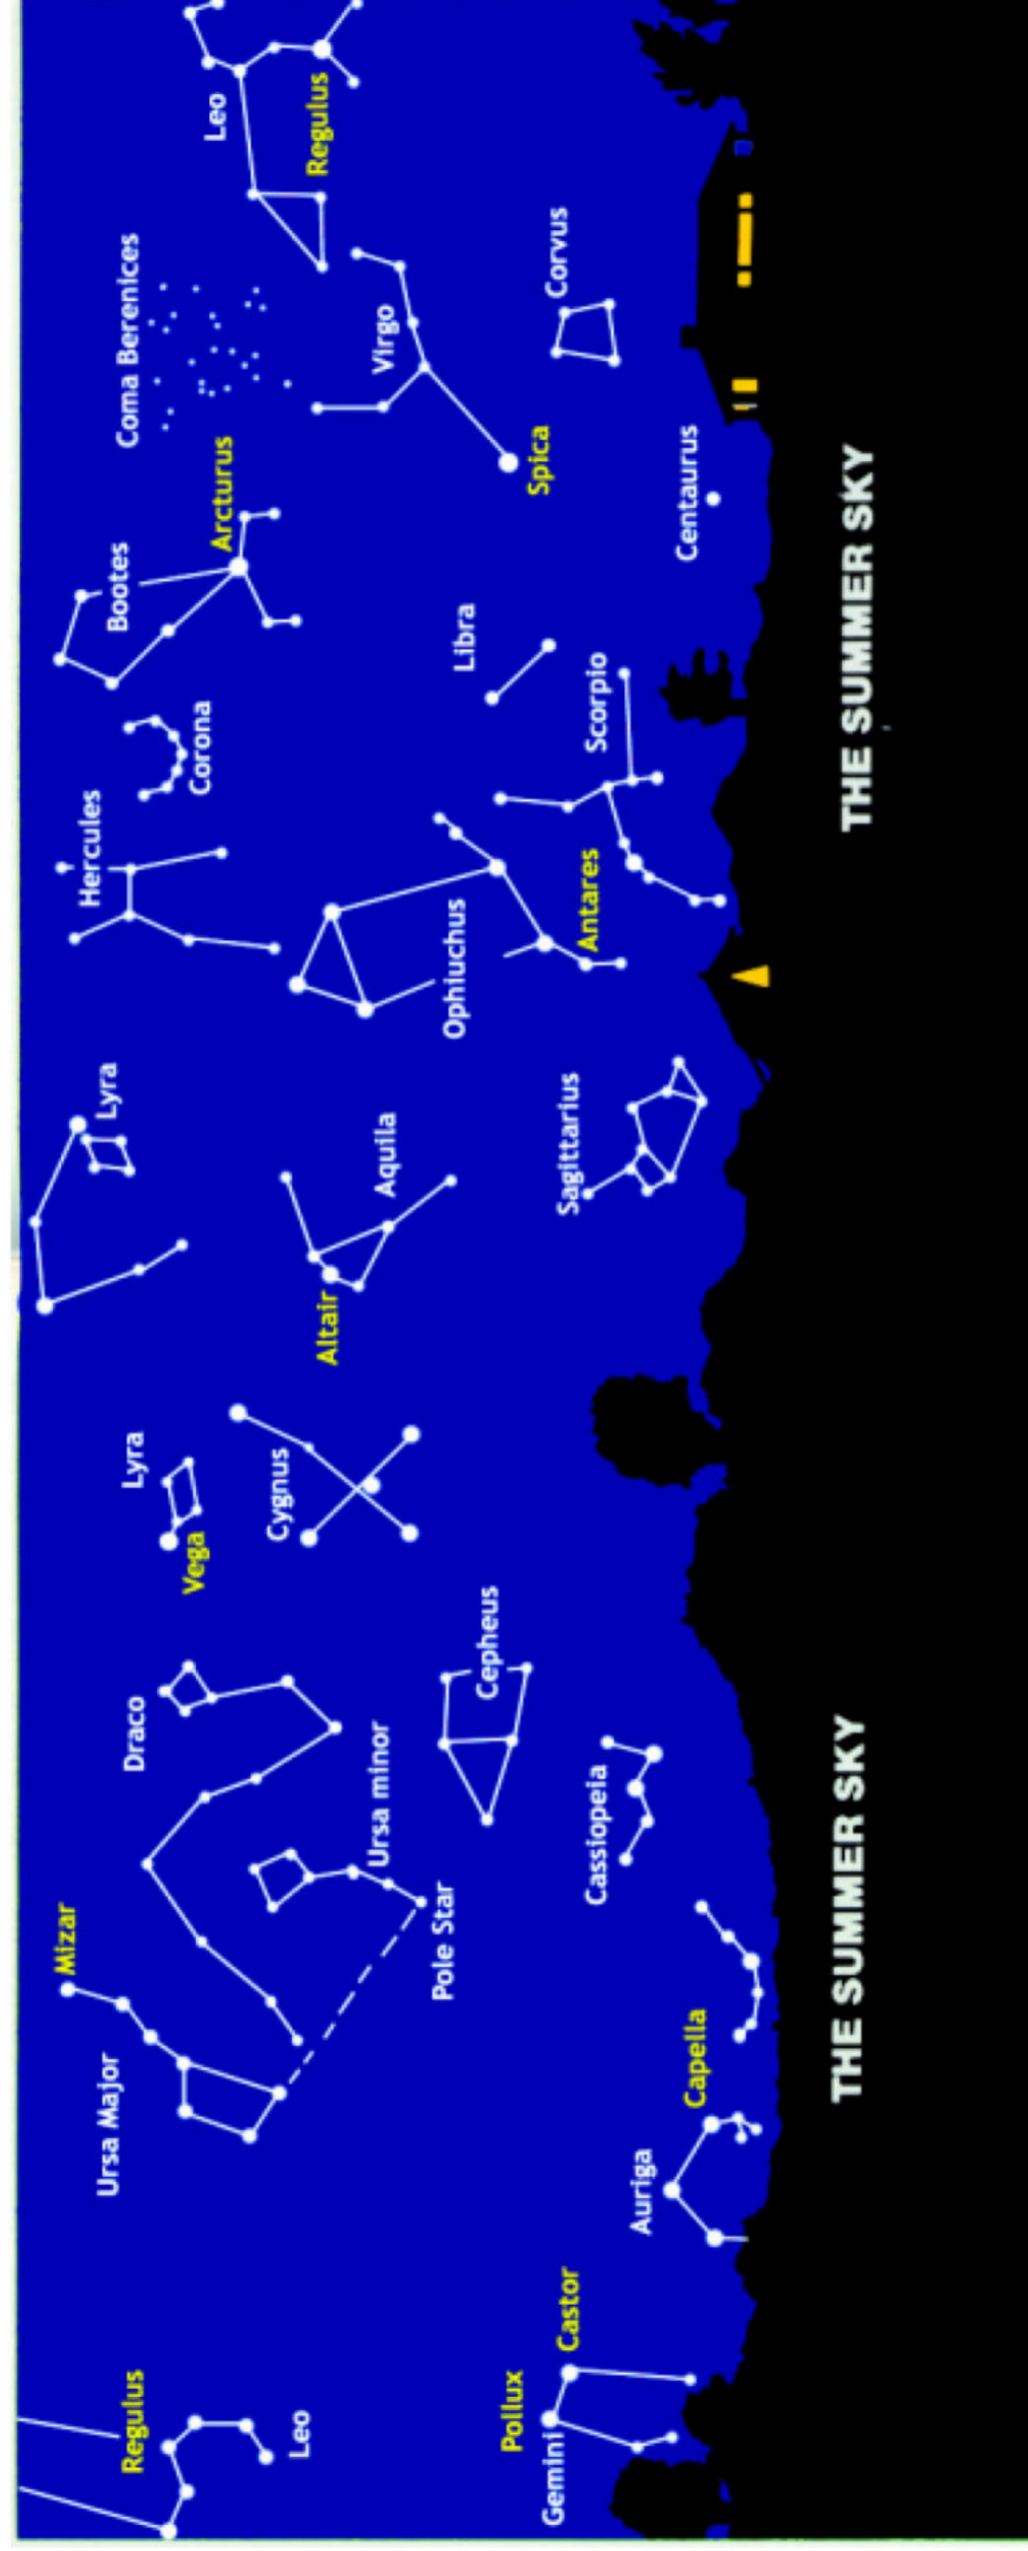 Regulus
Leo
Pollux
Gemini
Castor
Ursa Major
Mizar
Auriga
Capella
Pole Star
Ursa minor
Draco
Cassiopeia
Cepheus
Lyra
Vega
Cygnus
Altair
Aquila
Lyra
Sagittarius
Ophiuchus
Hercules
Antares
Corona
Scorpio
Libra
Bootes
Arcturus
Centaurus
Spica
Coma Berenices
Virgo
Corvus
Leo
Regulus
THE SUMMER SKY
THE SUMMER SKY